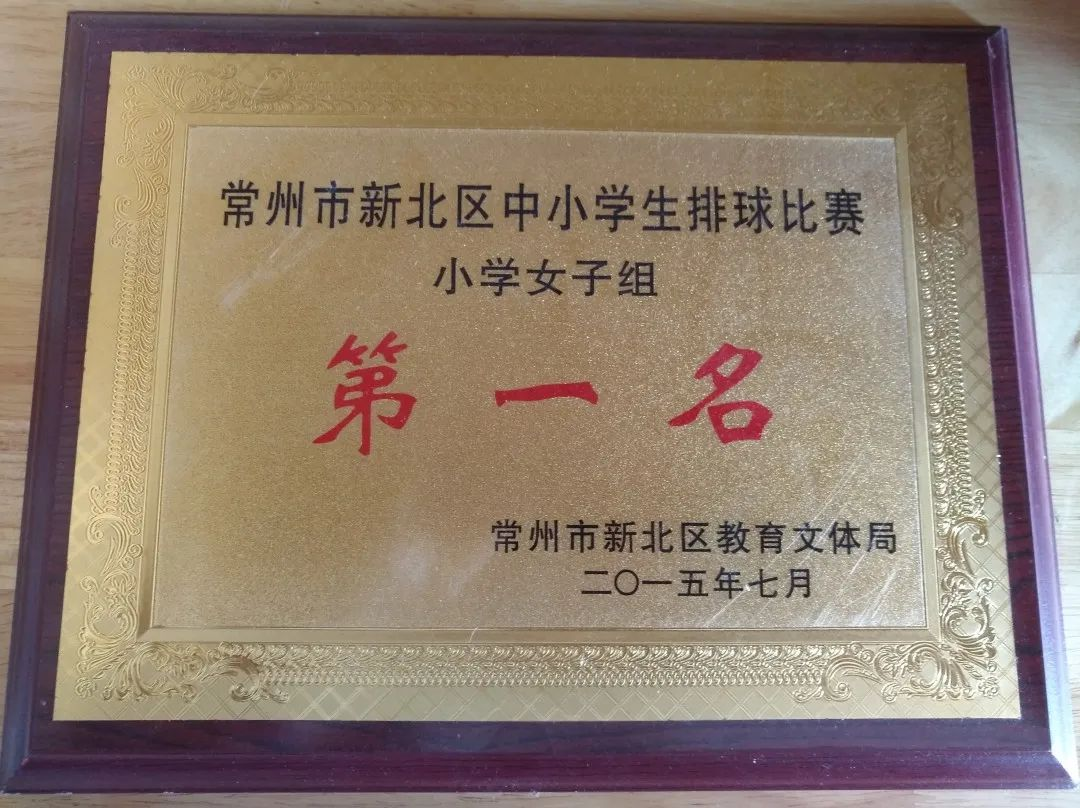 常州市新北区中小学生排球比赛
小学女子组
第一名
常州市新北区教育文体局
二〇一五年七月